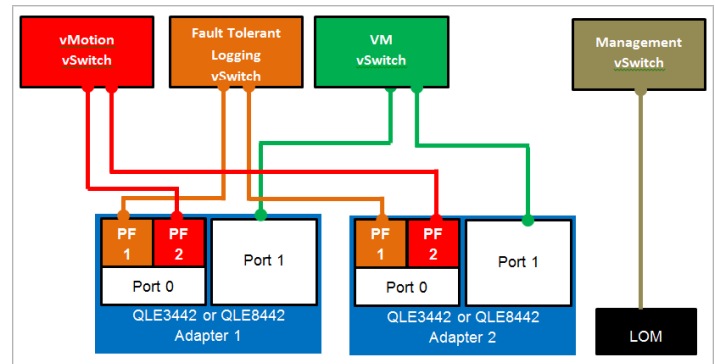 vMotion
vSwitch
Fault Tolerant
Logging
vSwitch
VM
vSwitch
Management
vSwitch
PF
1
PF
2
Port 0
Port 1
QLE3442 or QLE8442
Adapter 1
PF
1
PF
2
Port 0
Port 1
QLE3442 or QLE8442
Adapter 2
LOM